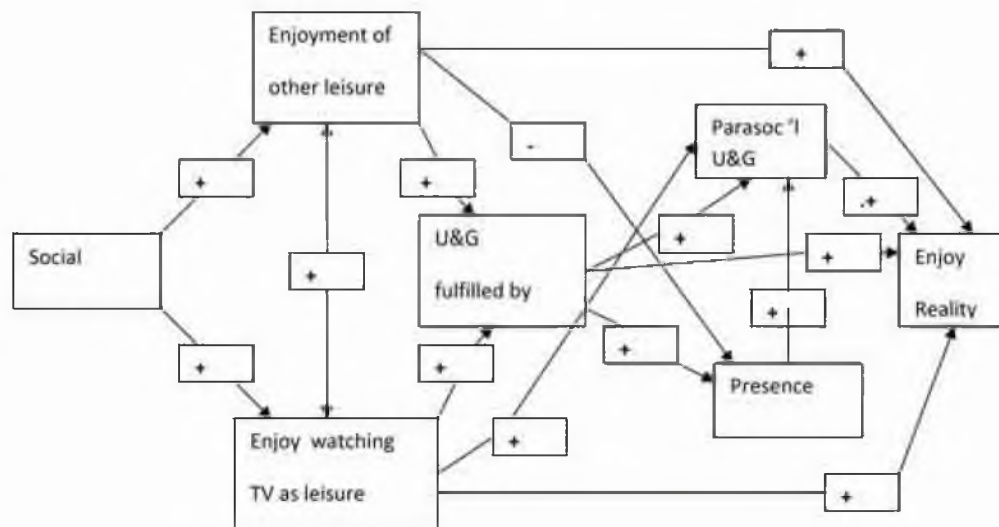 Enjoyment of
other leisure
+
Parasoc "I
U&G
-
+
+
.+
Social
U&G
fulfilled by
+
+
+
Enjoy
Reality
+
+
+
+
Presence
Enjoy watching
TV as leisure
+
+